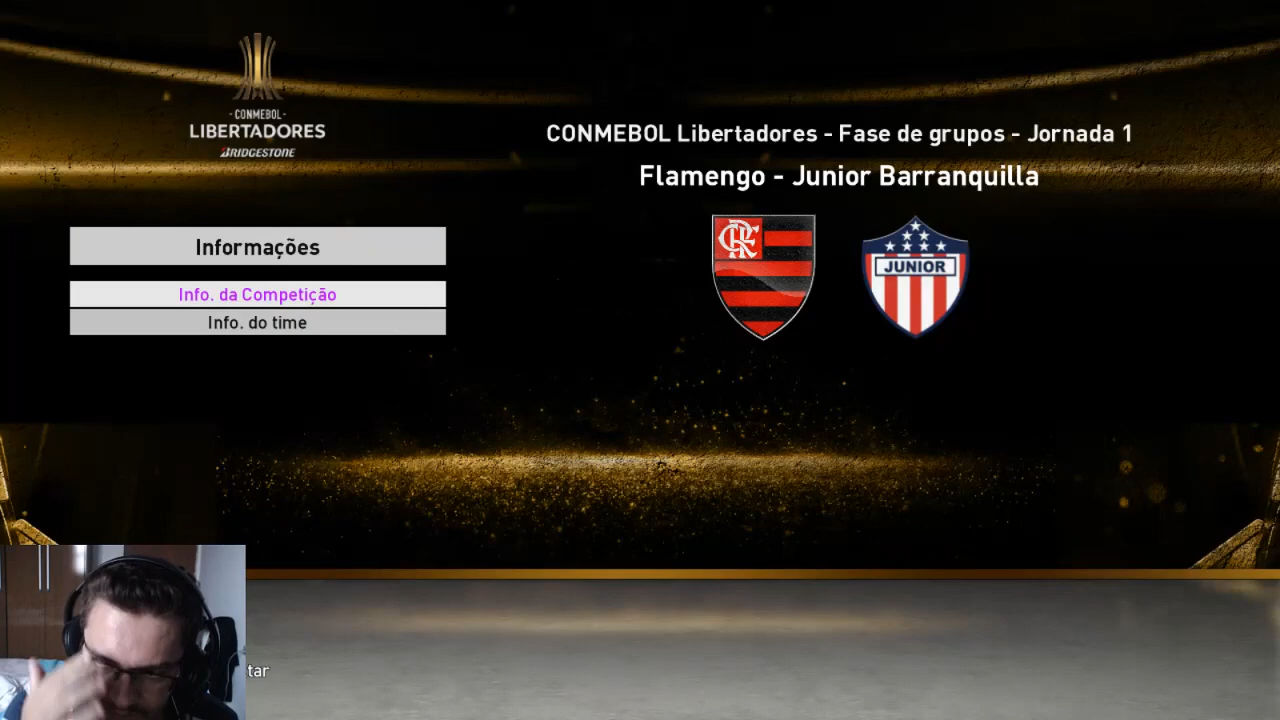 - CONMEBOL -
LIBERTADORES
BRIDGESTONE
CONMEBOL Libertadores - Fase de grupos - Jornada 1
Flamengo - Junior Barranquilla
CRF
JUNIOR
Informações
Info. da Competição
Info. do time
tar